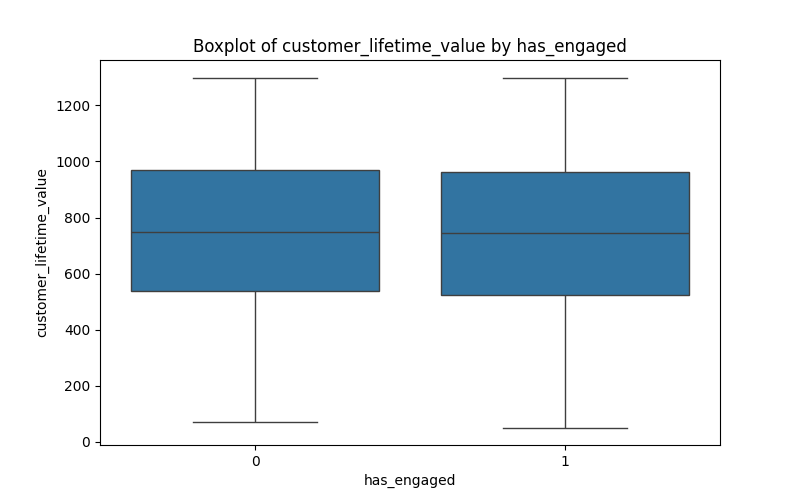 Boxplot of customer_lifetime_value by has_engaged
customer_lifetime_value
1200
1000
800
600
400
200
0
0 1
has_engaged